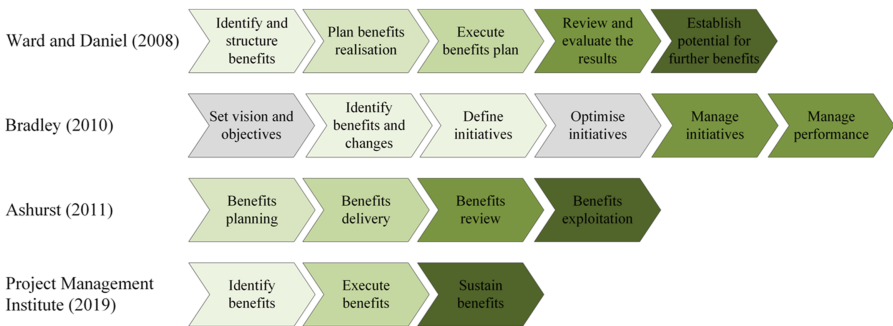 Ward and Daniel (2008)
Identify and
structure
benefits
Plan benefits
realisation
Execute
benefits plan
Review and
evaluate the
results
Establish
potential for
further benefits
Bradley (2010)
Set vision and
objectives
Identify
benefits and
changes
Define
initiatives
Optimise
initiatives
Manage
initiatives
Manage
performance
Ashurst (2011)
Benefits
planning
Benefits
delivery
Benefits
review
Benefits
exploitation
Project Management
Institute (2019)
Identify
benefits
Execute
benefits
Sustain
benefits